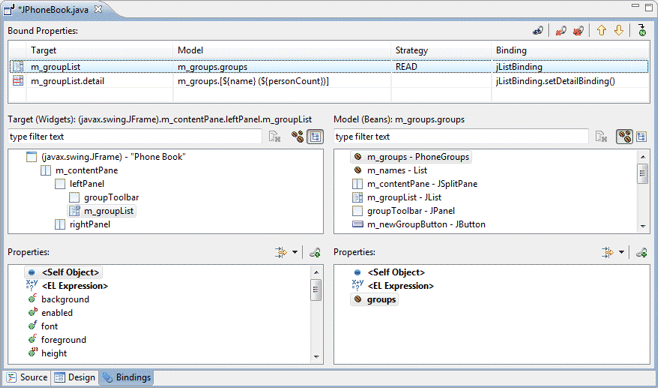 *JPhoneBook.java
Bound Properties:
Target Model Strategy Binding
m_groupList m_groups.groups READ jListBinding
m_groupList.detail m_groups.[${name} (${personCount})] jListBinding.setDetailBinding()
Target (Widgets): (javax.swing.JFrame).m_contentPane.leftPanel.m_groupList Model (Beans): m_groups.groups
type filter text type filter text
(javax.swing.JFrame) - "Phone Book" m_groups - PhoneGroups
m_contentPane m_names - List
leftPanel m_contentPane - JSplitPane
groupToolbar m_groupList - JList
m_groupList groupToolbar - JPanel
rightPanel m_newGroupButton - JButton
Properties: Properties:
<Self Object> <Self Object>
<EL Expression> <EL Expression>
background groups
enabled
font
foreground
height
Source Design Bindings